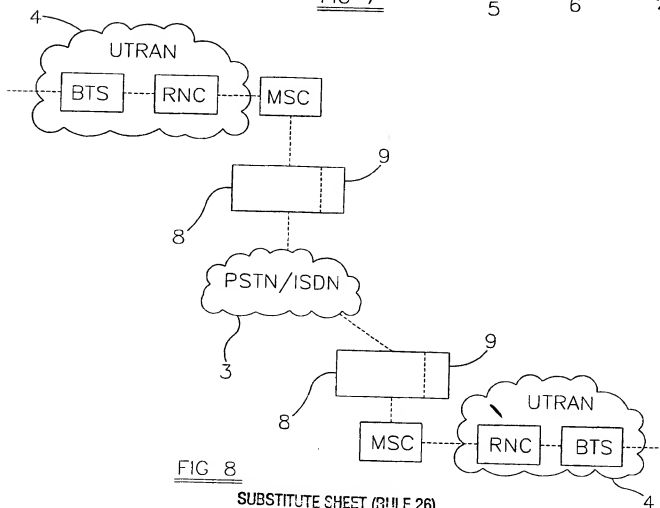 FIG 7
5 6
4
UTRAN
BTS RNC MSC
9
8
PSTN/ISDN
3
9
8
UTRAN
MSC RNC BTS
FIG 8
4
SUBSTITUTE SHEET (RULE 26)